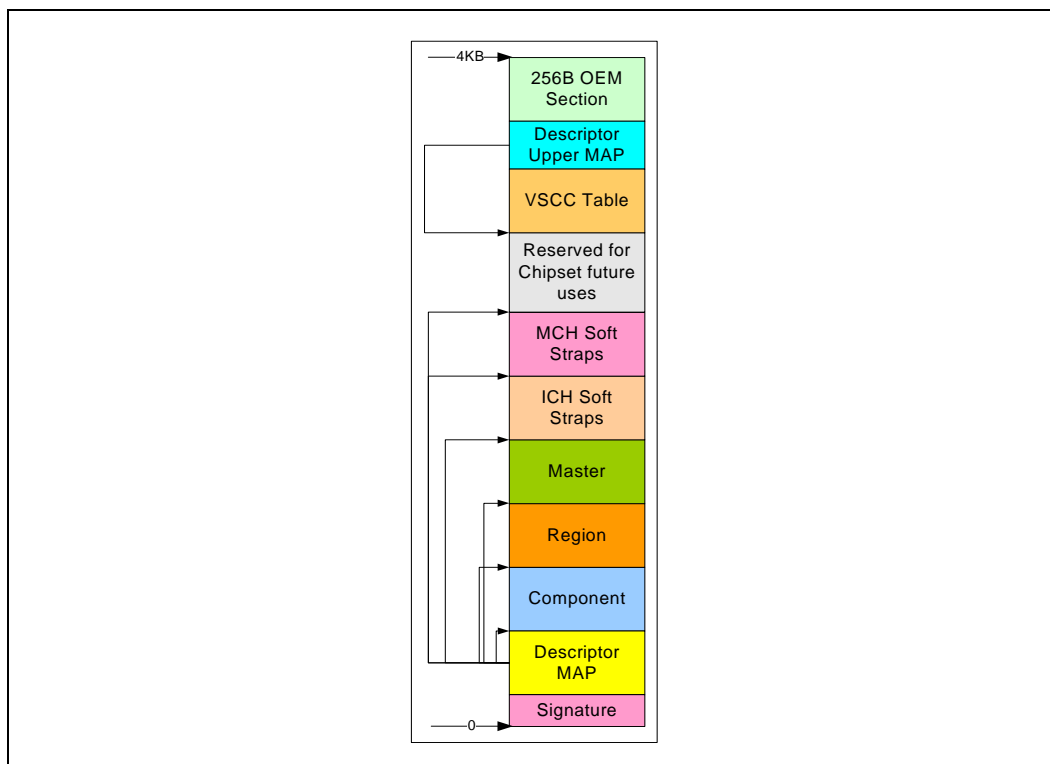 4KB
256B OEM
Section
Descriptor
Upper MAP
VSCC Table
Reserved for
Chipset future
uses
MCH Soft
Straps
ICH Soft
Straps
Master
Region
Component
Descriptor
MAP
Signature
0